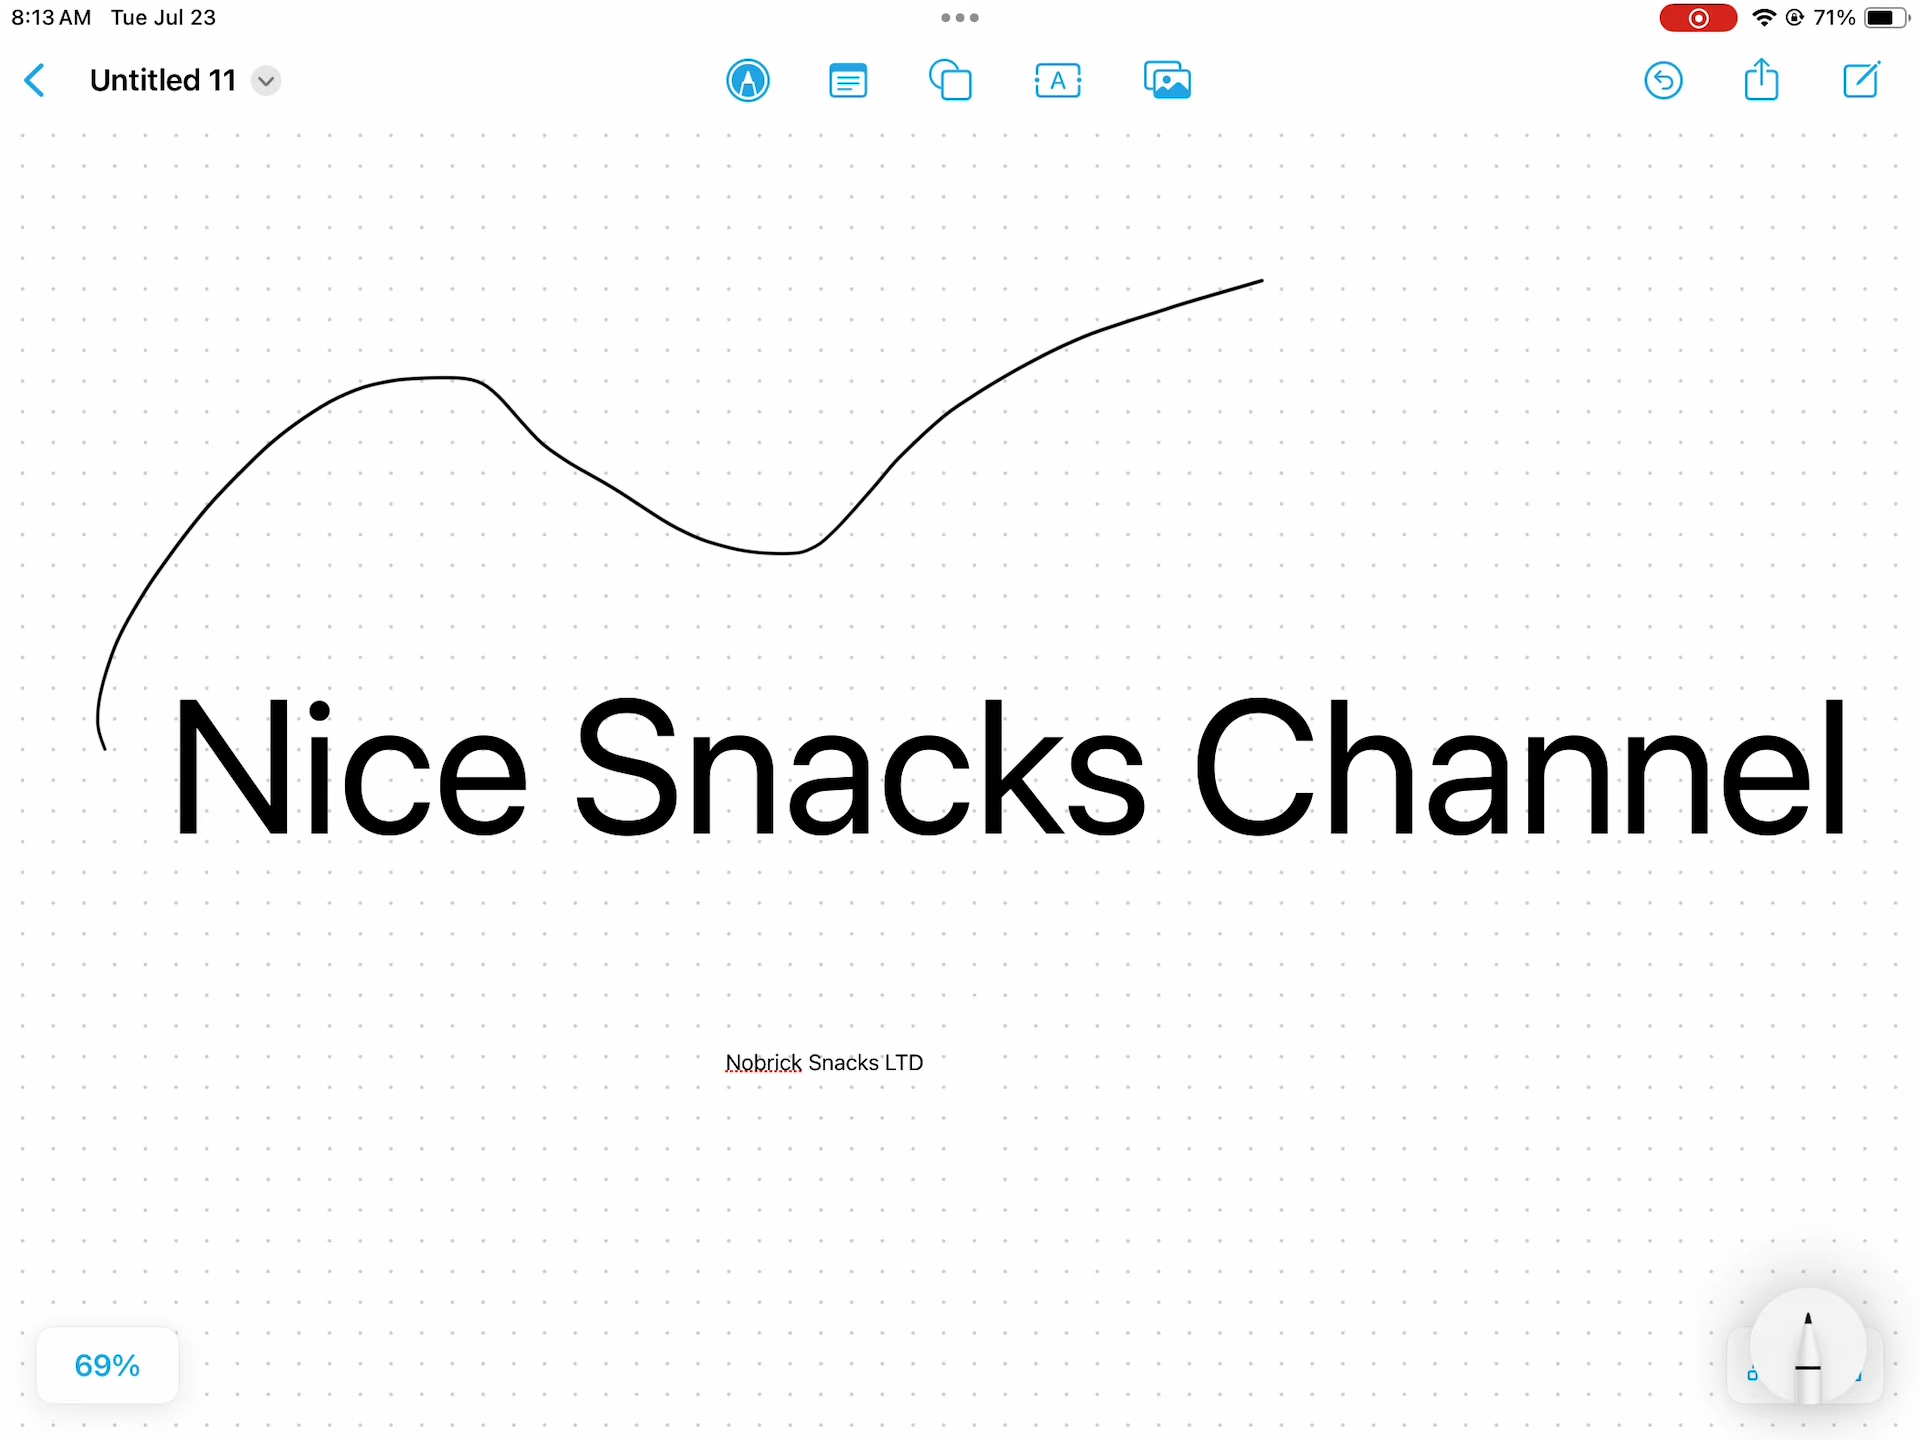 8:13 AM Tue Jul 23
71%
Untitled 11
A
Nice Snacks Channel
Nobrick Snacks LTD
69%